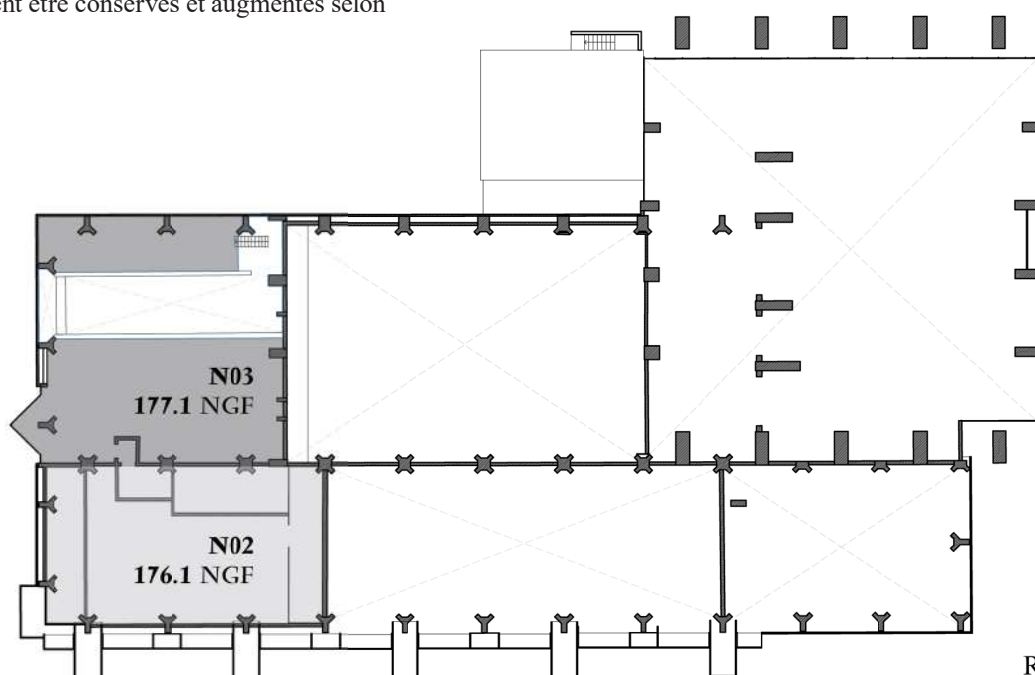 ent être conservés et augmentés selon
N03
177.1 NGF
N02
176.1 NGF
R